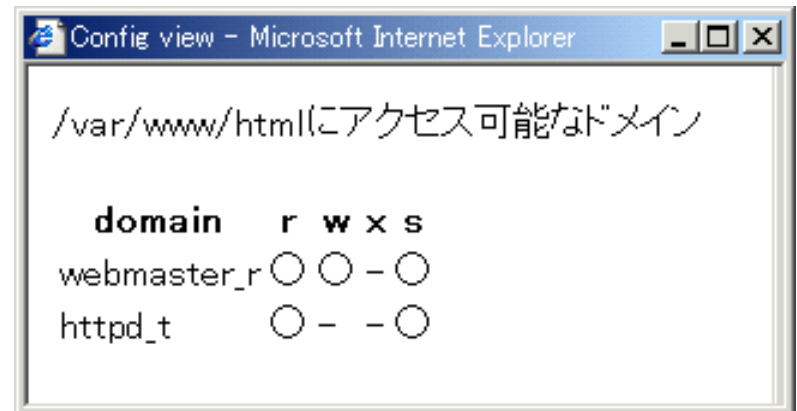 Config view - Microsoft Internet Explorer
/var/www/htmlにアクセス可能なドメイン
domain r w x s
webmaster_r ○ ○ - ○
httpd_t ○ - - ○